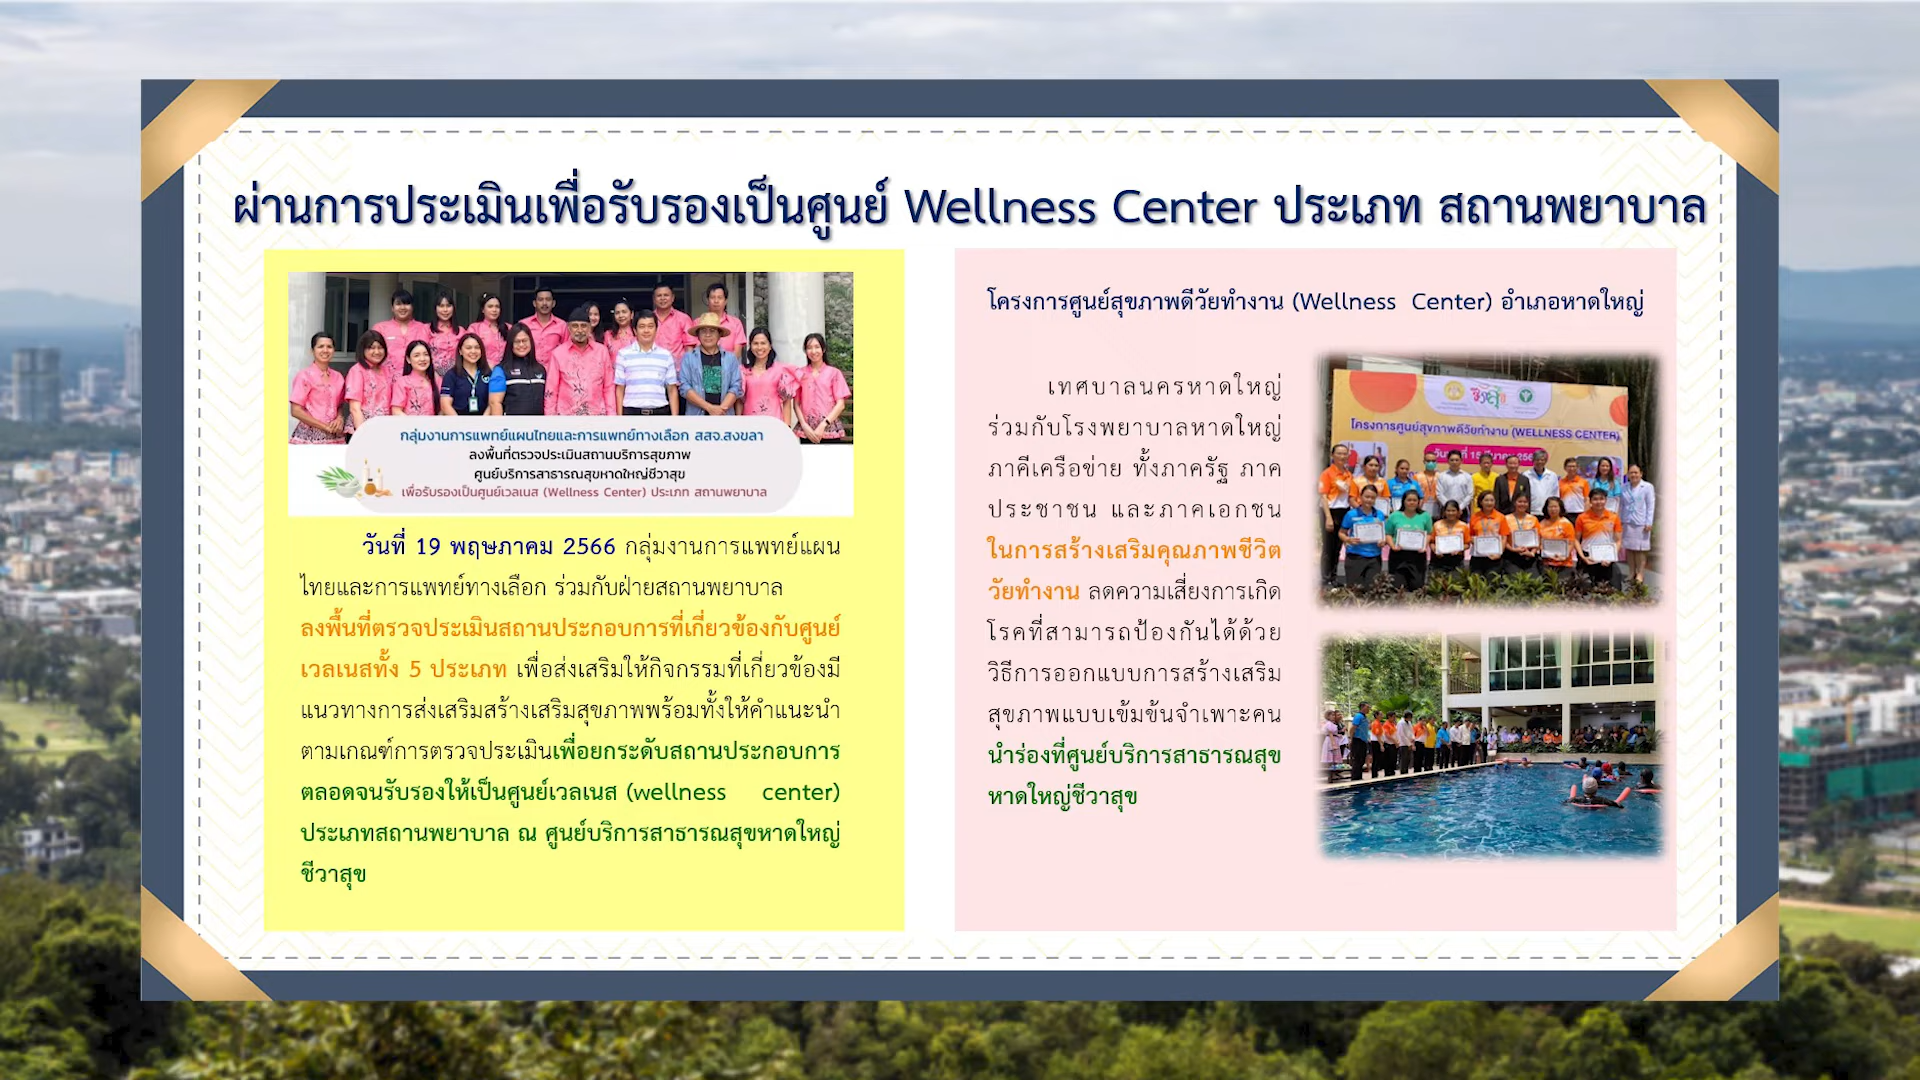 ผ่านการประเมินเพื่อรับรองเป็นศูนย์ Wellness Center ประเภท สถานพยาบาล
กลุ่มงานการแพทย์แผนไทยและการแพทย์ทางเลือก สสจ.สงขลา
ลงพื้นที่ตรวจประเมินสถานบริการสุขภาพ
ศูนย์บริการสาธารณสุขหาดใหญ่ชีวาสุข
เพื่อรับรองเป็นศูนย์เวลเนส (Wellness Center) ประเภท สถานพยาบาล
วันที่ 19 พฤษภาคม 2566 กลุ่มงานการแพทย์แผน
ไทยและการแพทย์ทางเลือก ร่วมกับฝ่ายสถานพยาบาล
ลงพื้นที่ตรวจประเมินสถานประกอบการที่เกี่ยวข้องกับศูนย์
เวลเนสทั้ง 5 ประเภท เพื่อส่งเสริมให้กิจกรรมที่เกี่ยวข้องมี
แนวทางการส่งเสริมสร้างเสริมสุขภาพพร้อมทั้งให้คำแนะนำ
ตามเกณฑ์การตรวจประเมินเพื่อยกระดับสถานประกอบการ
ตลอดจนรับรองให้เป็นศูนย์เวลเนส (wellness center)
ประเภทสถานพยาบาล ณ ศูนย์บริการสาธารณสุขหาดใหญ่
ชีวาสุข
โครงการศูนย์สุขภาพดีวัยทำงาน (Wellness Center) อำเภอหาดใหญ่
เทศบาลนครหาดใหญ่
ร่วมกับโรงพยาบาลหาดใหญ่
ภาคีเครือข่าย ทั้งภาครัฐ ภาค
ประชาชน และภาคเอกชน
ในการสร้างเสริมคุณภาพชีวิต
วัยทำงาน ลดความเสี่ยงการเกิด
โรคที่สามารถป้องกันได้ด้วย
วิธีการออกแบบการสร้างเสริม
สุขภาพแบบเข้มข้นจำเพาะคน
นำร่องที่ศูนย์บริการสาธารณสุข
หาดใหญ่ชีวาสุข
โครงการศูนย์สุขภาพดีวัยทำงาน (WELLNESS CENTER)